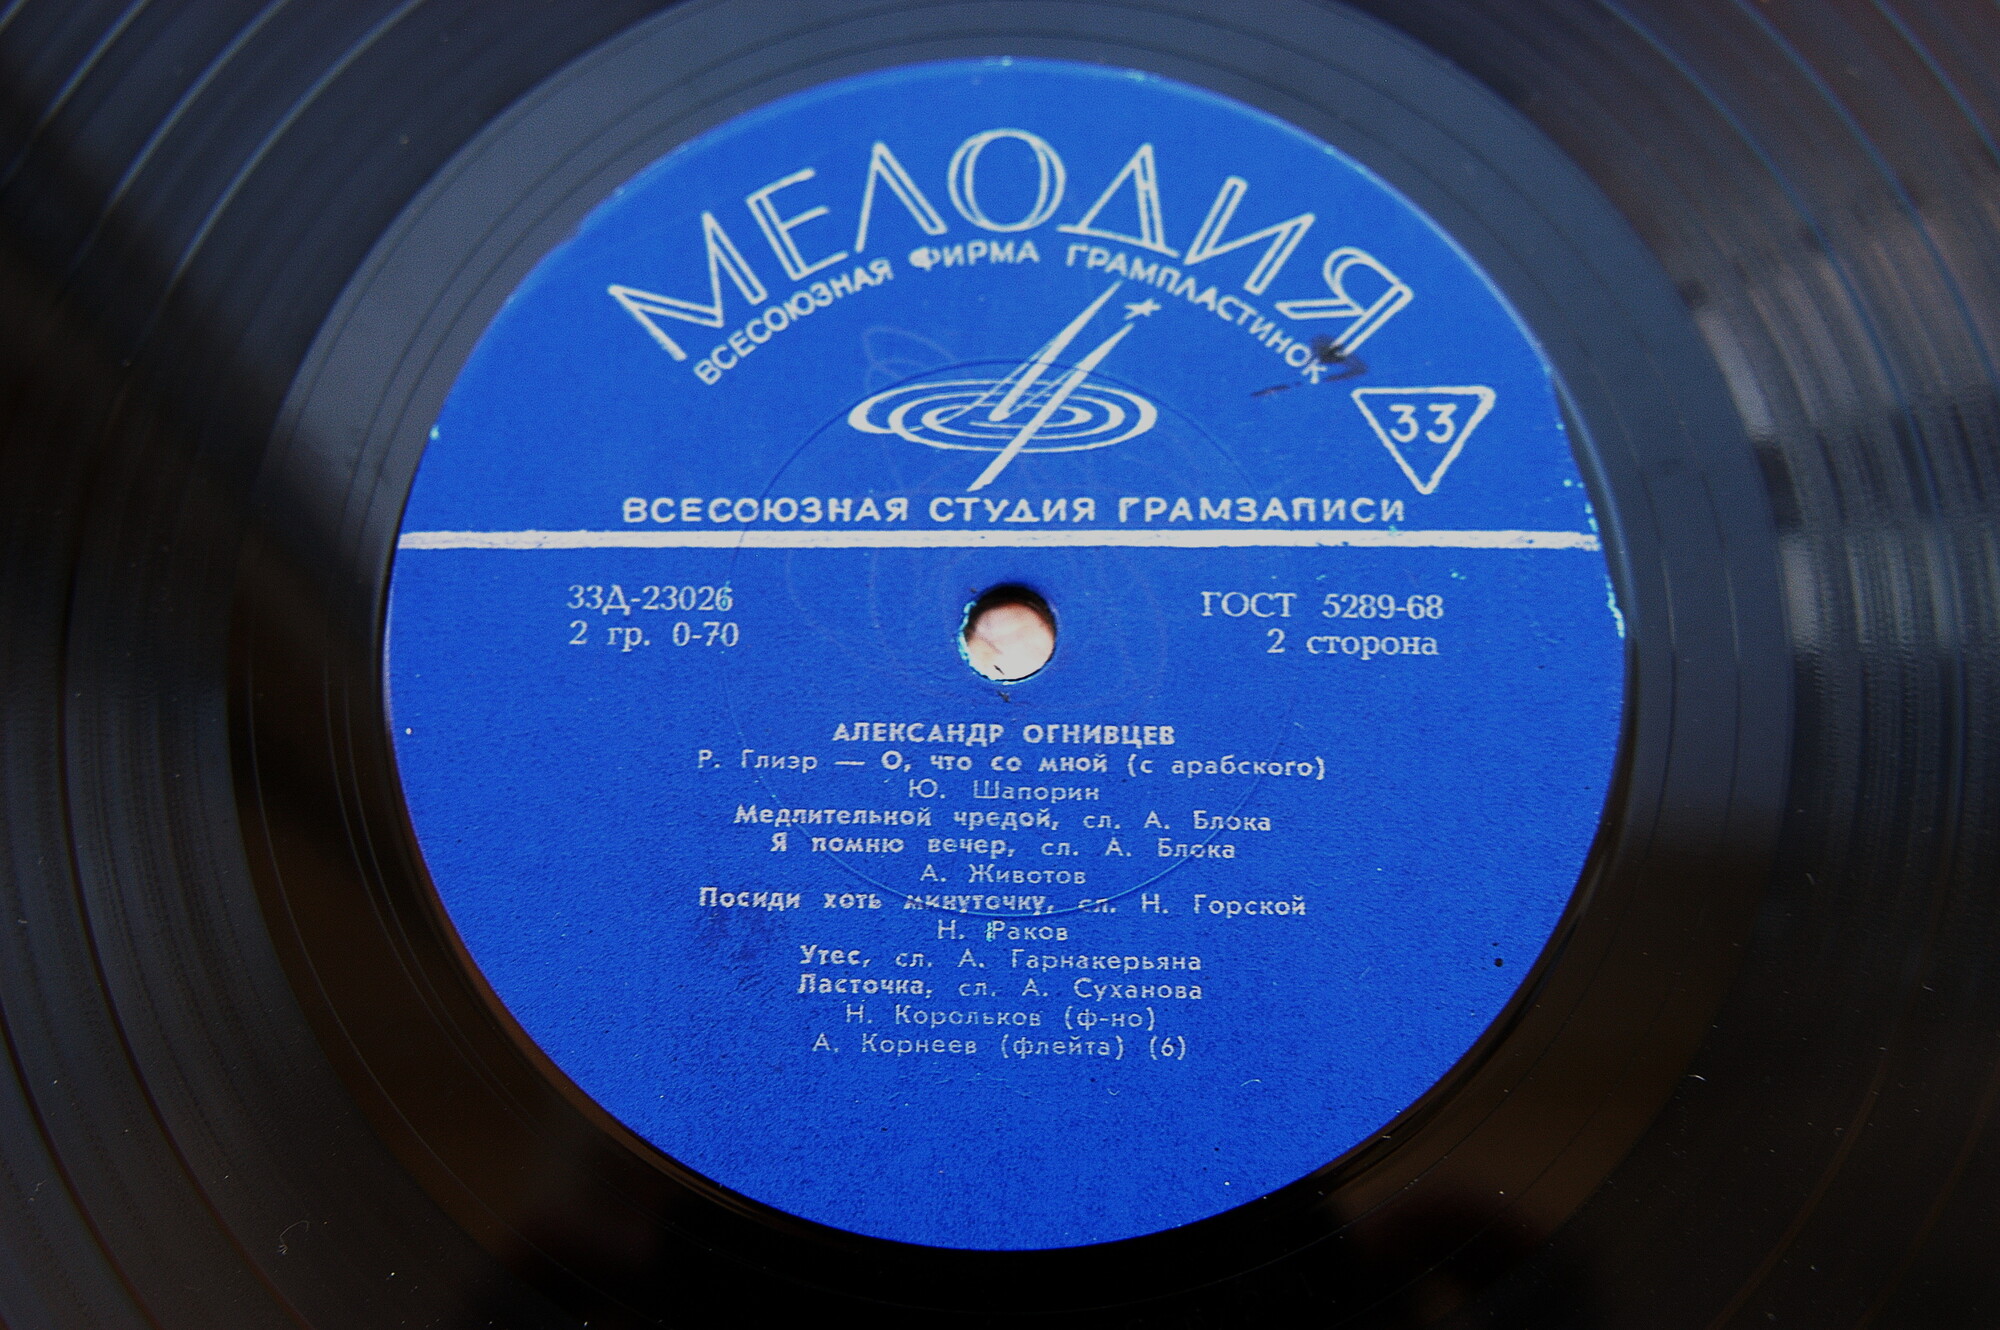 МЕЛОДИЯ
ВСЕСОЮЗНАЯ ФИРМА ГРАМПЛАСТИНОК
33
ВСЕСОЮЗНАЯ СТУДИЯ ГРАМЗАПИСИ
33Д-23026
2 гр. 0-70
ГОСТ 5289-68
2 сторона
АЛЕКСАНДР ОГНИВЦЕВ
Р. Глиэр — О, что со мной (с арабского)
Ю. Шапорин
Медлительной чредой, сл. А. Блока
Я помню вечер, сл. А. Блока
А. Животов
Посиди хоть минуточку, сл. Н. Горской
Н. Раков
Утес, сл. А. Гарнакерьяна
Ласточка, сл. А. Суханова
Н. Корольков (ф-но)
А. Корнеев (флейта) (6)